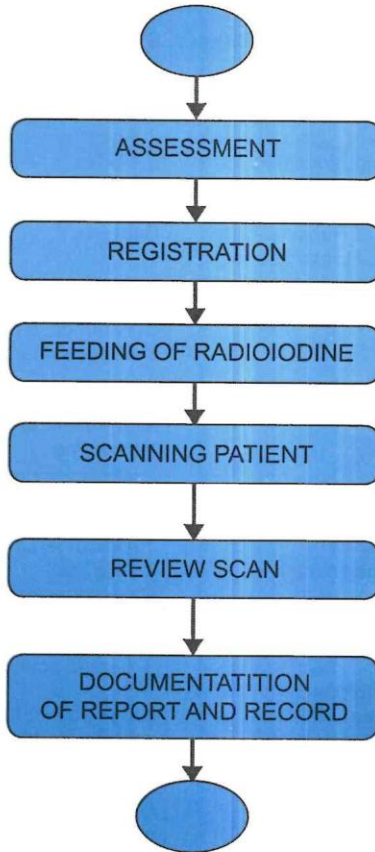 ASSESSMENT
REGISTRATION
FEEDING OF RADIOIODINE
SCANNING PATIENT
REVIEW SCAN
DOCUMENTATITION
OF REPORT AND RECORD